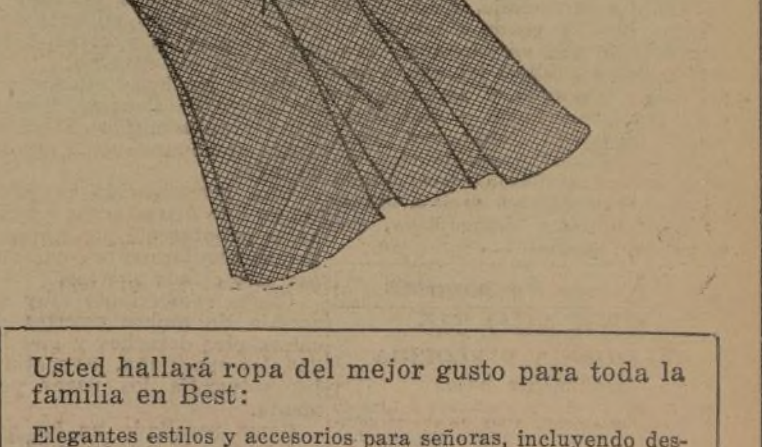 Usted hallará ropa del mejor gusto para toda la
familia en Best:
Elegantes estilos y accesorios para señoras, incluyendo des-